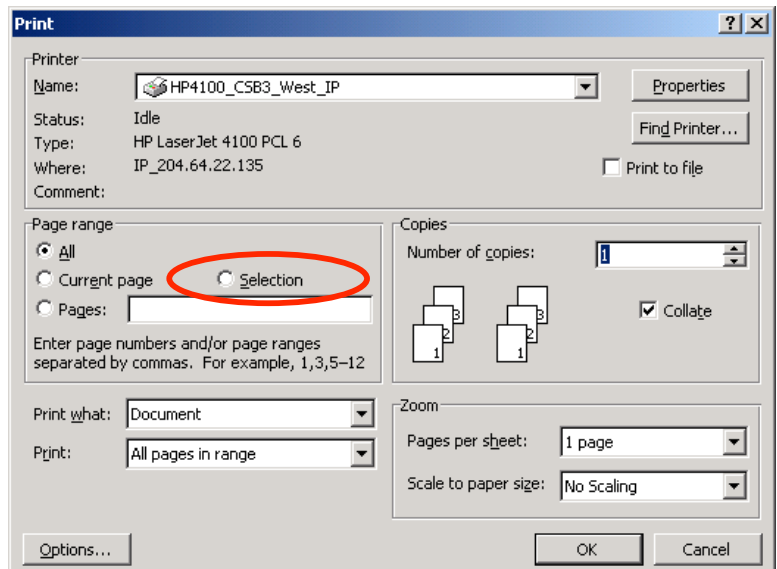 Print
Printer
Name: HP4100_CSB3_West_IP Properties
Status: Idle
Find Printer...
Type: HP LaserJet 4100 PCL 6
Where: IP_204.64.22.135
Print to file
Comment:
Page range
All
Current page Selection
Pages:
Enter page numbers and/or page ranges
separated by commas. For example, 1,3,5–12
Copies
Number of copies: 1
3 3
2 2
1 1
Collate
Print what: Document
Print: All pages in range
Zoom
Pages per sheet: 1 page
Scale to paper size: No Scaling
Options... OK Cancel